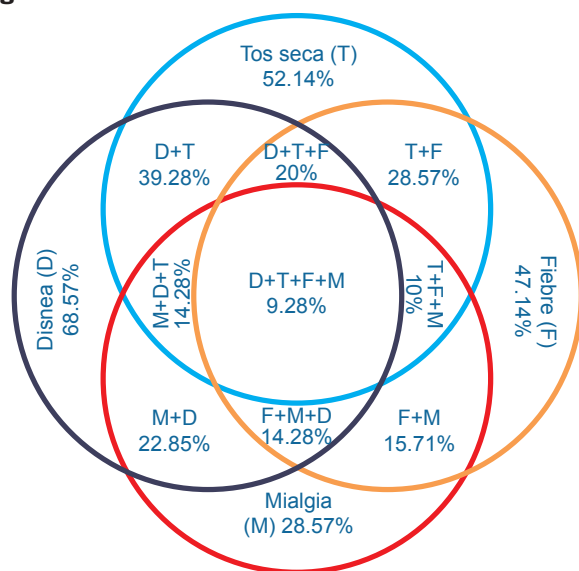 Tos seca (T)
52.14%
D+T
39.28%
D+T+F
20%
T+F
28.57%
Disnea (D)
68.57%
M+D+T
14.28%
D+T+F+M
9.28%
T+F+M
10%
Fiebre (F)
47.14%
M+D
22.85%
F+M+D
14.28%
F+M
15.71%
Mialgia
(M) 28.57%